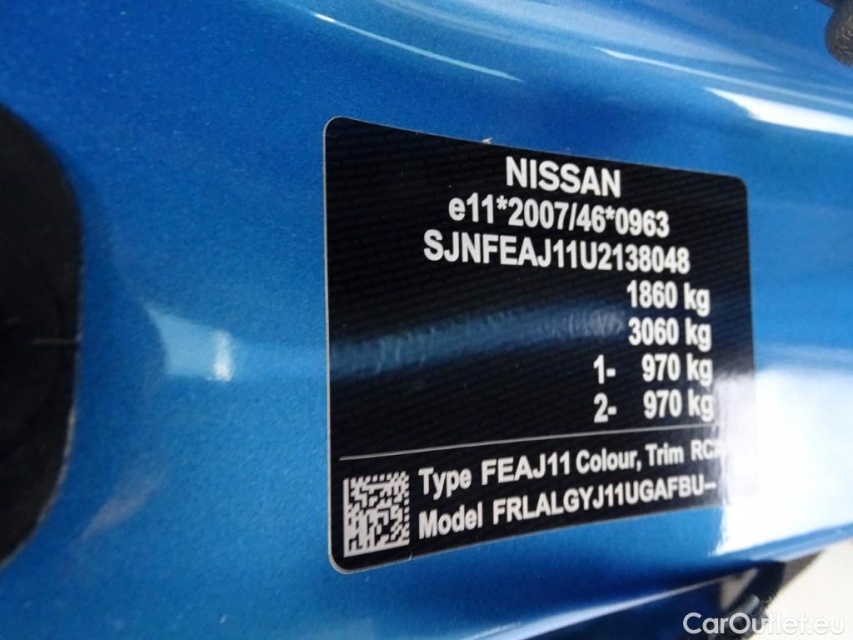 NISSAN
e11*2007/46*0963
SJNFEAJ11U2138048
1860 kg
3060 kg
1- 970 kg
2- 970 kg
Type FEAJ11 Colour, Trim
Model FRLALGYJ11UGAFBU-
CarOutlet.eu